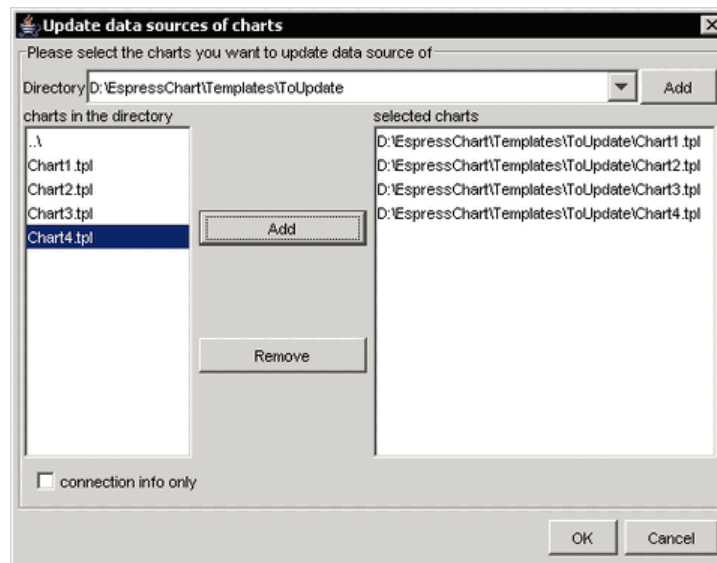 Update data sources of charts
Please select the charts you want to update data source of
Directory D:\EspressChart\Templates\ToUpdate Add
charts in the directory
..\
Chart1.tpl
Chart2.tpl
Chart3.tpl
Chart4.tpl
Add
Remove
selected charts
D:\EspressChart\Templates\ToUpdate\Chart1.tpl
D:\EspressChart\Templates\ToUpdate\Chart2.tpl
D:\EspressChart\Templates\ToUpdate\Chart3.tpl
D:\EspressChart\Templates\ToUpdate\Chart4.tpl
connection info only
OK Cancel